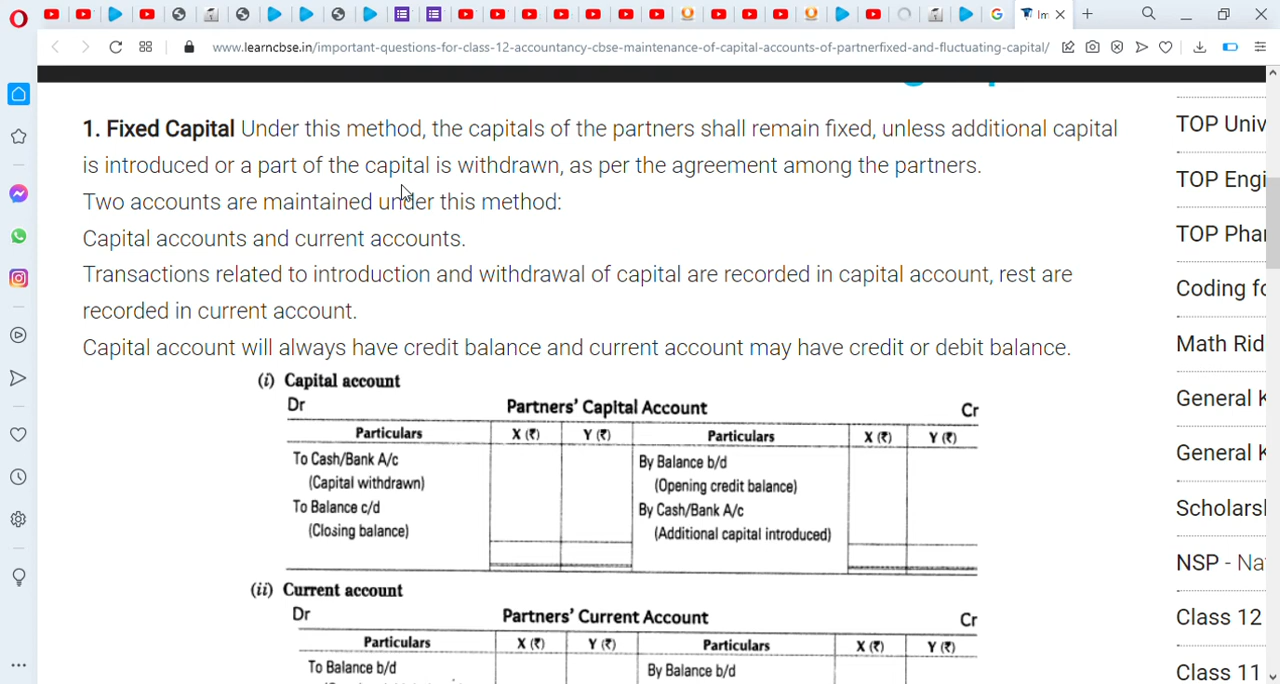 Im
www.learncbse.in/important-questions-for-class-12-accountancy-cbse-maintenance-of-capital-accounts-of-partnerfixed-and-fluctuating-capital/
1. Fixed Capital Under this method, the capitals of the partners shall remain fixed, unless additional capital
is introduced or a part of the capital is withdrawn, as per the agreement among the partners.
Two accounts are maintained under this method:
Capital accounts and current accounts.
Transactions related to introduction and withdrawal of capital are recorded in capital account, rest are
recorded in current account.
Capital account will always have credit balance and current account may have credit or debit balance.
(i) Capital account
Dr Partners' Capital Account Cr
Particulars X (₹) Y (₹) Particulars X (₹) Y (₹)
To Cash/Bank A/c By Balance b/d
(Capital withdrawn) (Opening credit balance)
To Balance c/d By Cash/Bank A/c
(Closing balance) (Additional capital introduced)
(ii) Current account
Dr Partners' Current Account Cr
Particulars X (₹) Y (₹) Particulars X (₹) Y (₹)
To Balance b/d By Balance b/d
TOP Univ
TOP Engi
TOP Phar
Coding fo
Math Rid
General K
General K
Scholarsh
NSP - Na
Class 12
Class 11